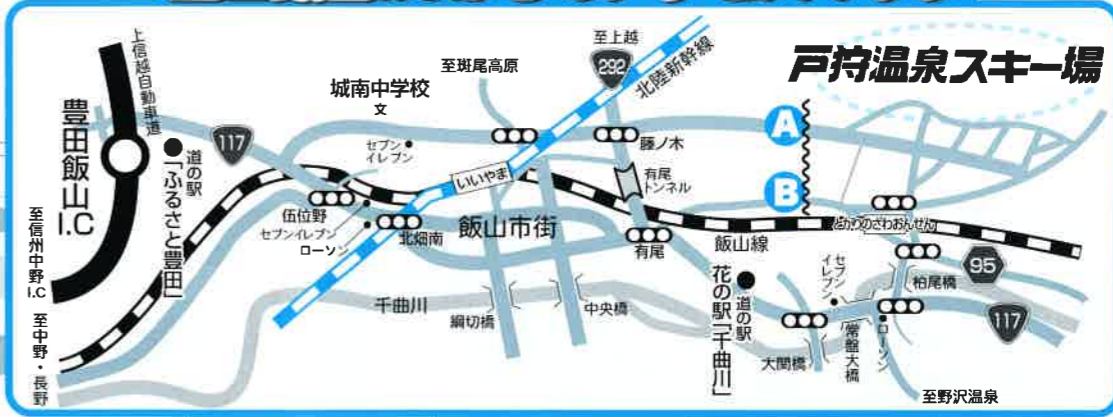 上信越自動車道
豊田飯山I.C
至信州中野I.C
至中野・長野
道の駅
「ふるさと豊田」
117
城南中学校
文
セブン
イレブン
至斑尾高原
至上越
292
北陸新幹線
戸狩温泉スキー場
A
B
藤ノ木
有尾
トンネル
いいやま
伍位野
セブンイレブン
ローソン
北畑南
飯山市街
有尾
飯山線
とがりのざわおんせん
千曲川
綱切橋
中央橋
道の駅
花の駅「千曲川」
セブン
イレブン
大関橋
常盤大橋
ローソン
柏尾橋
95
117
至野沢温泉